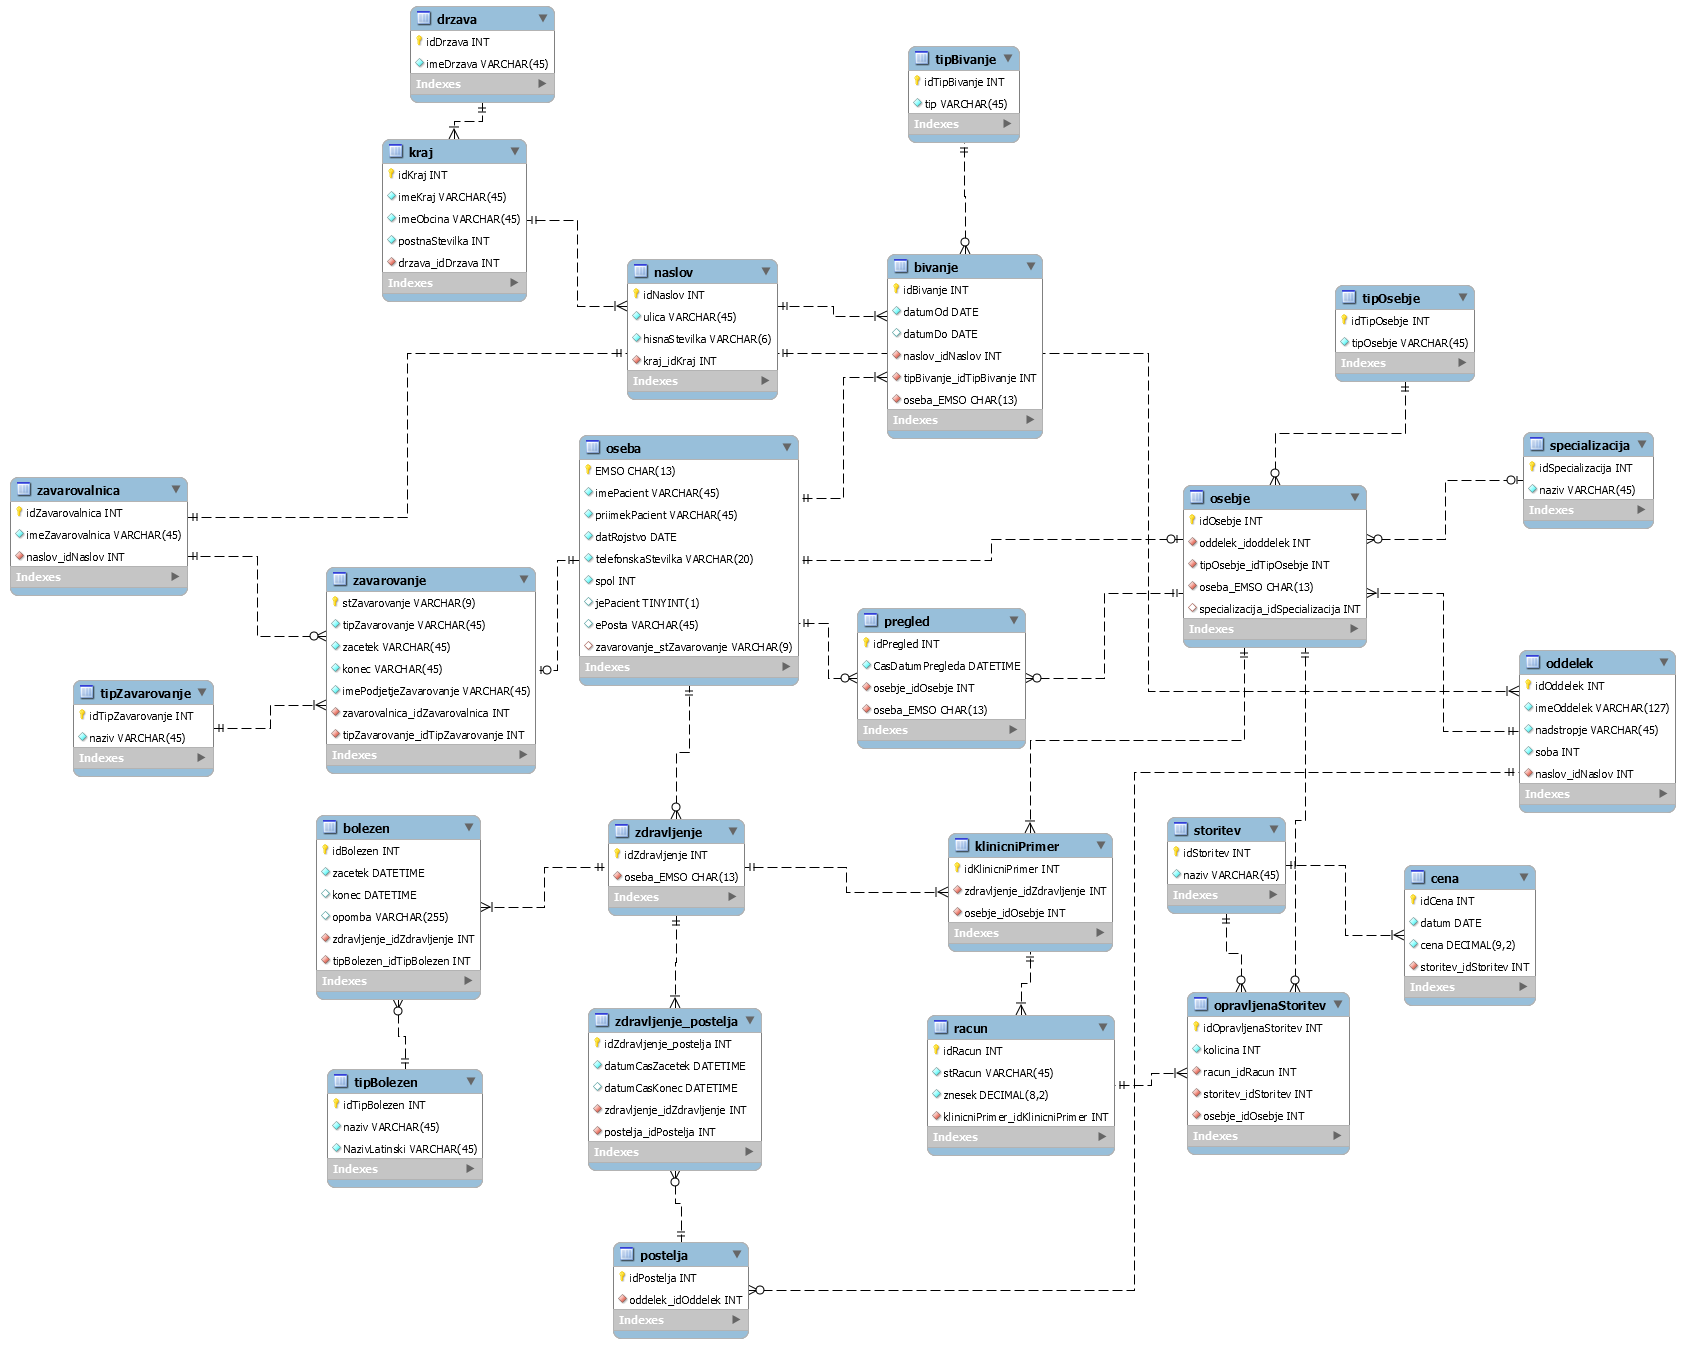 drzava
idDrzava INT
imeDrzava VARCHAR(45)
Indexes
tipBivanje
idTipBivanje INT
tip VARCHAR(45)
Indexes
kraj
idKraj INT
imeKraj VARCHAR(45)
imeObcina VARCHAR(45)
postnaStevilka INT
drzava_idDrzava INT
Indexes
naslov
idNaslov INT
ulica VARCHAR(45)
hisnaStevilka VARCHAR(6)
kraj_idKraj INT
Indexes
bivanje
idBivanje INT
datumOd DATE
datumDo DATE
naslov_idNaslov INT
tipBivanje_idTipBivanje INT
oseba_EMSO CHAR(13)
Indexes
tipOsebje
idTipOsebje INT
tipOsebje VARCHAR(45)
Indexes
specializacija
idSpecializacija INT
naziv VARCHAR(45)
Indexes
oseba
EMSO CHAR(13)
imePacient VARCHAR(45)
priimekPacient VARCHAR(45)
datRojstvo DATE
telefonskaStevilka VARCHAR(20)
spol INT
jePacient TINYINT(1)
ePosta VARCHAR(45)
zavarovanje_stZavarovanje VARCHAR(9)
Indexes
zavarovalnica
idZavarovalnica INT
imeZavarovalnica VARCHAR(45)
naslov_idNaslov INT
Indexes
osebje
idOsebje INT
oddelek_idoddelek INT
tipOsebje_idTipOsebje INT
oseba_EMSO CHAR(13)
specializacija_idSpecializacija INT
Indexes
zavarovanje
stZavarovanje VARCHAR(9)
tipZavarovanje VARCHAR(45)
zacetek VARCHAR(45)
konec VARCHAR(45)
imePodjetjeZavarovanje VARCHAR(45)
zavarovalnica_idZavarovalnica INT
tipZavarovanje_idTipZavarovanje INT
Indexes
pregled
idPregled INT
CasDatumPregleda DATETIME
osebje_idOsebje INT
oseba_EMSO CHAR(13)
Indexes
oddelek
idOddelek INT
imeOddelek VARCHAR(127)
nadstropje VARCHAR(45)
soba INT
naslov_idNaslov INT
Indexes
tipZavarovanje
idTipZavarovanje INT
naziv VARCHAR(45)
Indexes
bolezen
idBolezen INT
zacetek DATETIME
konec DATETIME
opomba VARCHAR(255)
zdravljenje_idZdravljenje INT
tipBolezen_idTipBolezen INT
Indexes
zdravljenje
idZdravljenje INT
oseba_EMSO CHAR(13)
Indexes
klinicniPrimer
idKlinicniPrimer INT
zdravljenje_idZdravljenje INT
osebje_idOsebje INT
Indexes
storitev
idStoritev INT
naziv VARCHAR(45)
Indexes
cena
idCena INT
datum DATE
cena DECIMAL(9,2)
storitev_idStoritev INT
Indexes
zdravljenje_postelja
idZdravljenje_postelja INT
datumCasZacetek DATETIME
datumCasKonec DATETIME
zdravljenje_idZdravljenje INT
postelja_idPostelja INT
Indexes
racun
idRacun INT
stRacun VARCHAR(45)
znesek DECIMAL(8,2)
klinicniPrimer_idKlinicniPrimer INT
Indexes
opravljenaStoritev
idOpravljenaStoritev INT
kolicina INT
racun_idRacun INT
storitev_idStoritev INT
osebje_idOsebje INT
Indexes
tipBolezen
idTipBolezen INT
naziv VARCHAR(45)
NazivLatinski VARCHAR(45)
Indexes
postelja
idPostelja INT
oddelek_idOddelek INT
Indexes